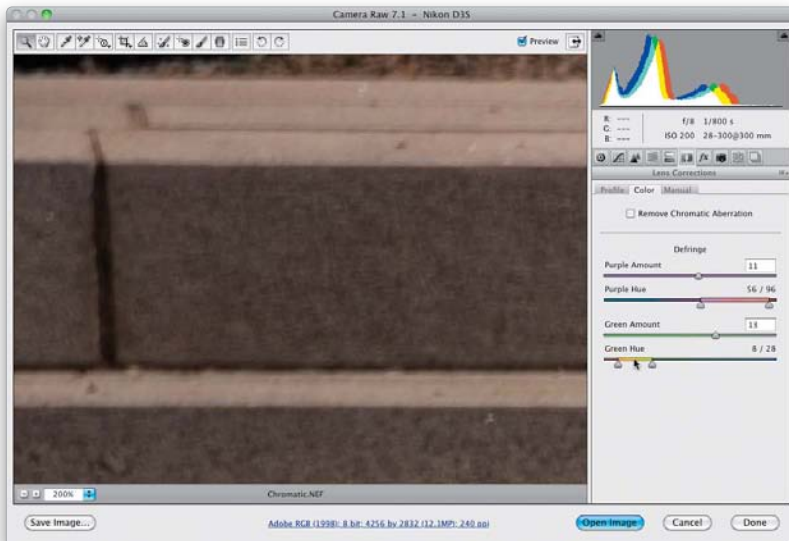 Camera Raw 7.1 – Nikon D3S
Preview
R: ---
G: ---
B: ---
f/8 1/800 s
ISO 200 28-300@300 mm
fx
Lens Corrections
Profile Color Manual
Remove Chromatic Aberration
Defringe
Purple Amount 11
Purple Hue 56 / 96
Green Amount
Green Hue 8 / 28
200%
Chromatic.NEF
Save Image...
Adobe RGB (1998); 8 bit; 4256 by 2832 (12.1MP); 240 ppi
Open Image
Cancel
Done